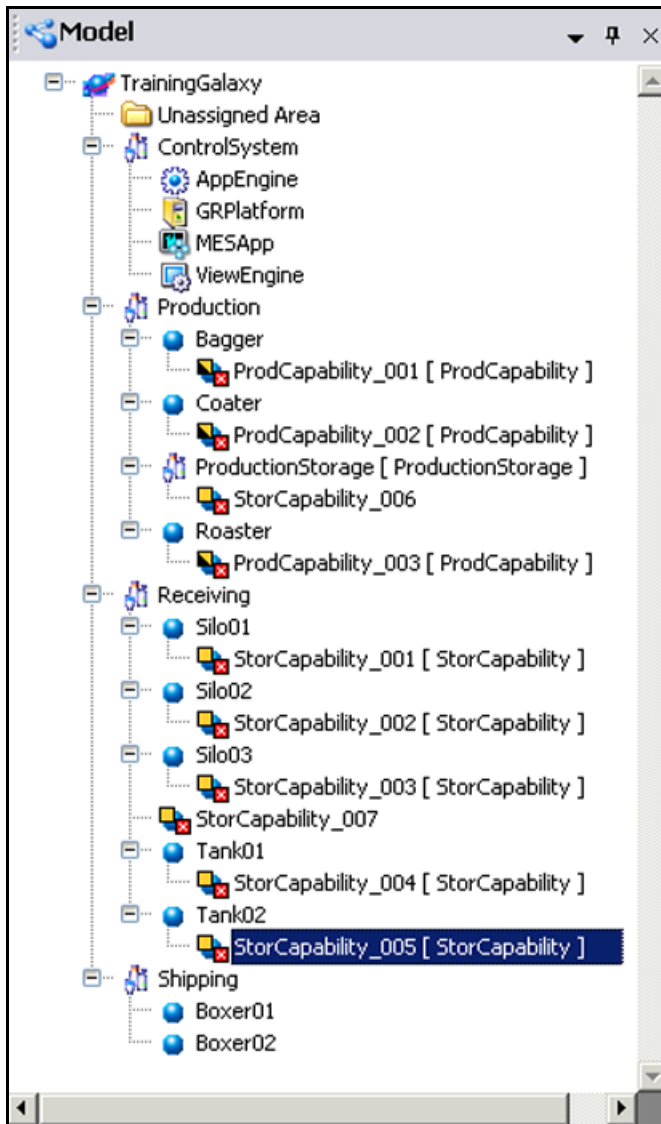 Model
TrainingGalaxy
Unassigned Area
ControlSystem
AppEngine
GRPlatform
MESApp
ViewEngine
Production
Bagger
ProdCapability_001 [ ProdCapability ]
Coater
ProdCapability_002 [ ProdCapability ]
ProductionStorage [ ProductionStorage ]
StorCapability_006
Roaster
ProdCapability_003 [ ProdCapability ]
Receiving
Silo01
StorCapability_001 [ StorCapability ]
Silo02
StorCapability_002 [ StorCapability ]
Silo03
StorCapability_003 [ StorCapability ]
StorCapability_007
Tank01
StorCapability_004 [ StorCapability ]
Tank02
StorCapability_005 [ StorCapability ]
Shipping
Boxer01
Boxer02